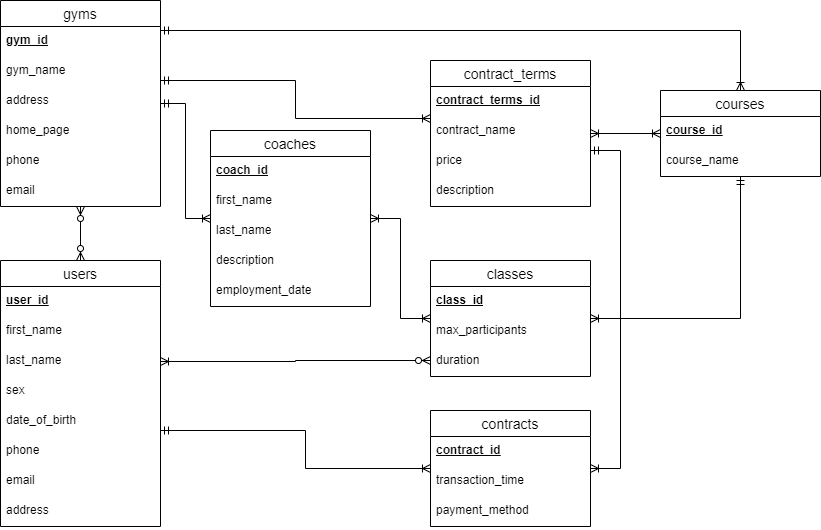 gyms
gym_id
gym_name
address
home_page
phone
email
contract_terms
contract_terms_id
contract_name
price
description
courses
course_id
course_name
coaches
coach_id
first_name
last_name
description
employment_date
users
user_id
first_name
last_name
sex
date_of_birth
phone
email
address
classes
class_id
max_participants
duration
contracts
contract_id
transaction_time
payment_method